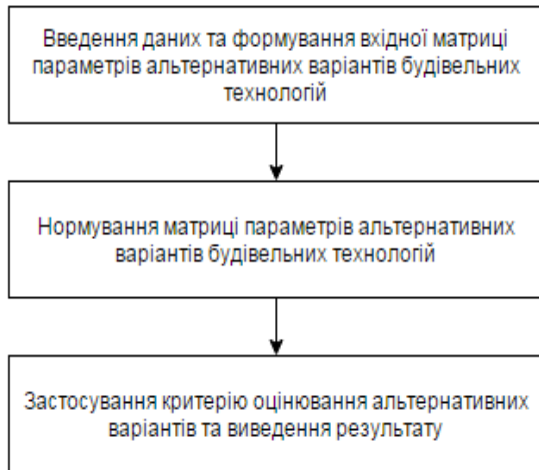 Введення даних та формування вхідної матриці
параметрів альтернативних варіантів будівельних
технологій
Нормування матриці параметрів альтернативних
варіантів будівельних технологій
Застосування критерію оцінювання альтернативних
варіантів та виведення результату